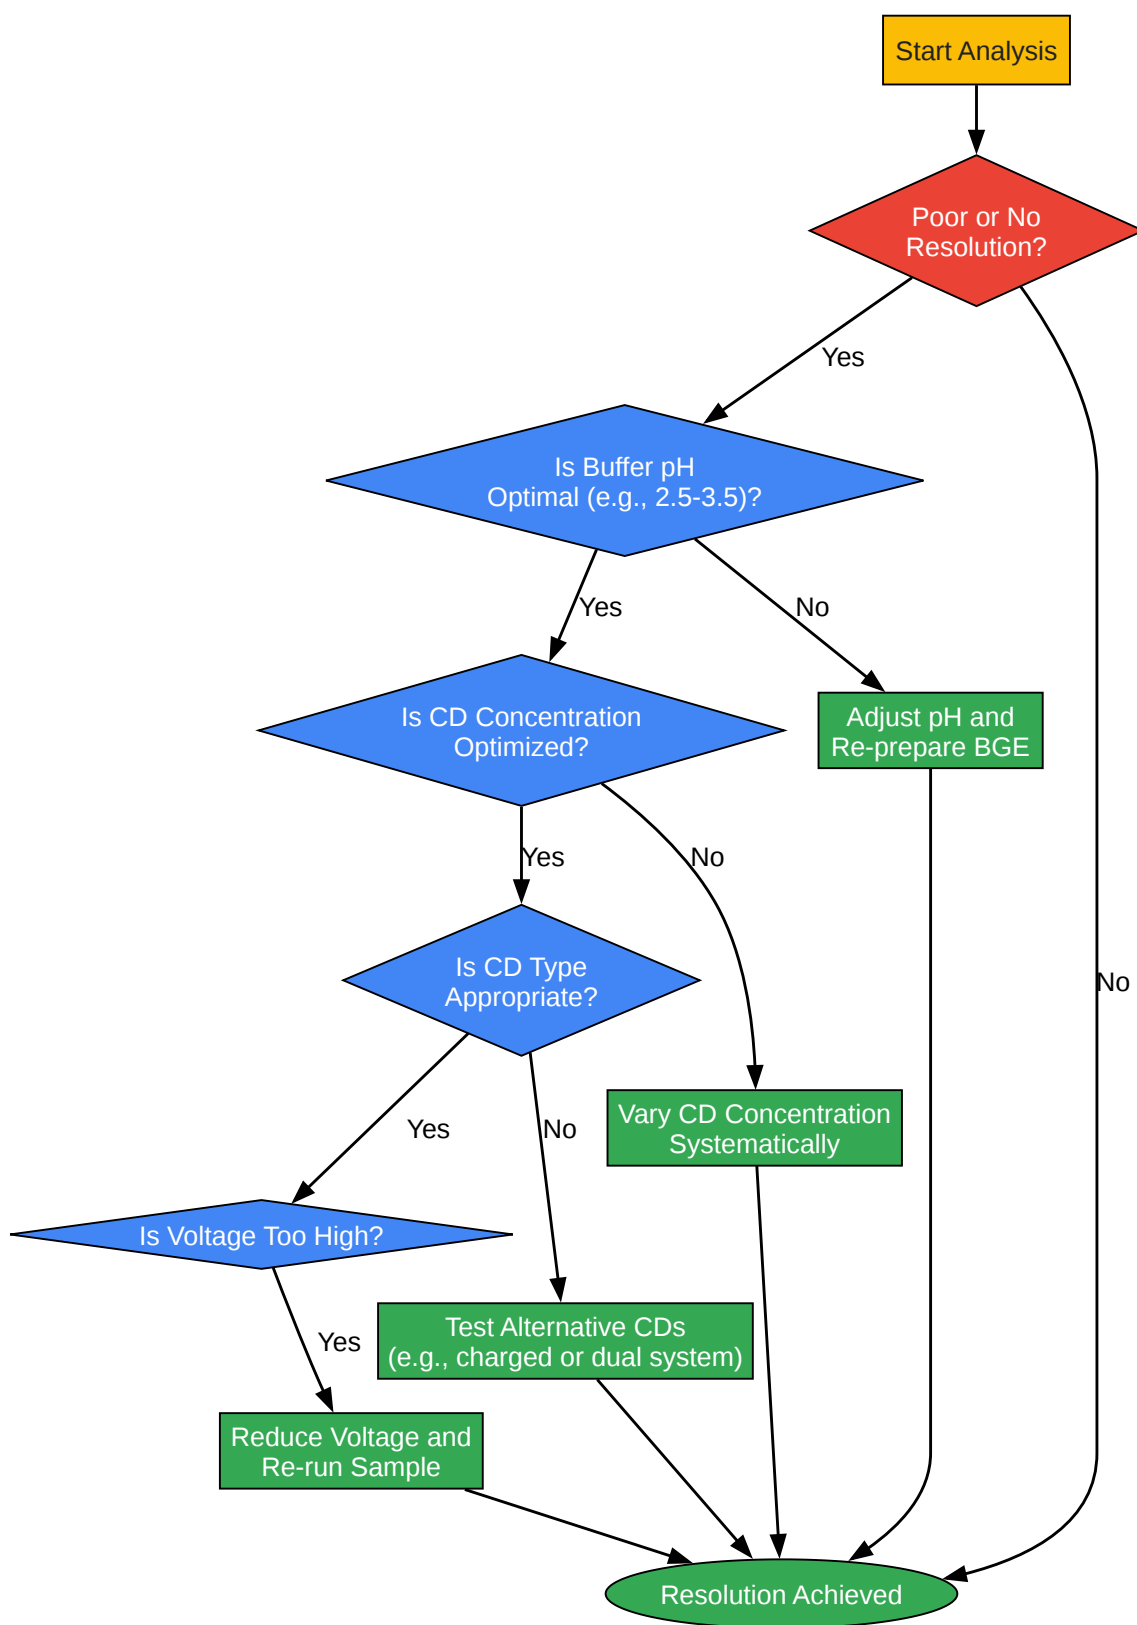 Start Analysis
Poor or No
Resolution?
Yes
Is Buffer pH
Optimal (e.g., 2.5-3.5)?
Yes
No
Is CD Concentration
Optimized?
Adjust pH and
Re-prepare BGE
Yes
No
Is CD Type
Appropriate?
No
Yes
No
Vary CD Concentration
Systematically
Is Voltage Too High?
Yes
Test Alternative CDs
(e.g., charged or dual system)
Reduce Voltage and
Re-run Sample
Resolution Achieved